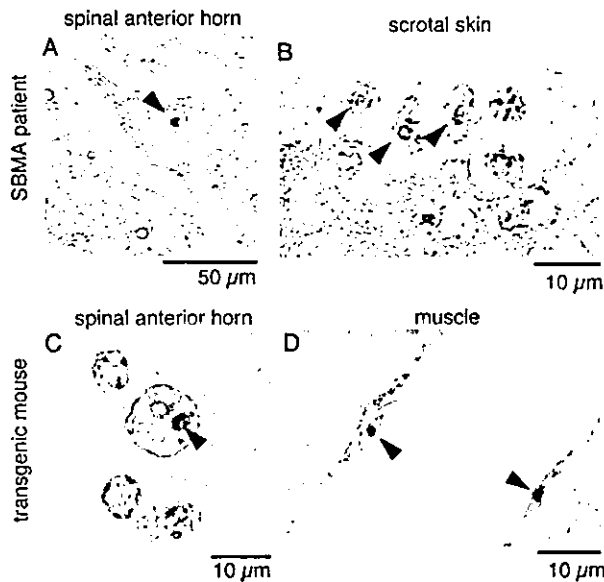 spinal anterior horn
scrotal skin
A
B
SBMA patient
50 μm
10 μm
spinal anterior horn
muscle
C
D
transgenic mouse
10 μm
10 μm